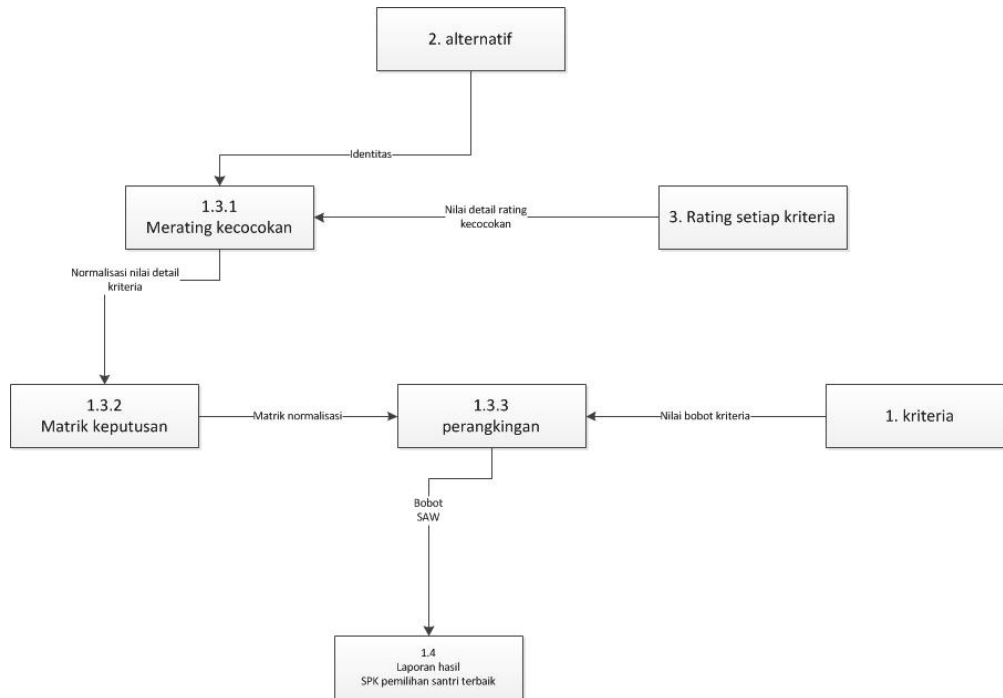 2. alternatif
Identitas
1.3.1
Merating kecocokan
Nilai detail rating
kecocokan
3. Rating setiap kriteria
Normalisasi nilai detail
kriteria
1.3.2
Matrik keputusan
Matrik normalisasi
1.3.3
perangkingan
Nilai bobot kriteria
1. kriteria
Bobot
SAW
1.4
Laporan hasil
SPK pemilihan santri terbaik